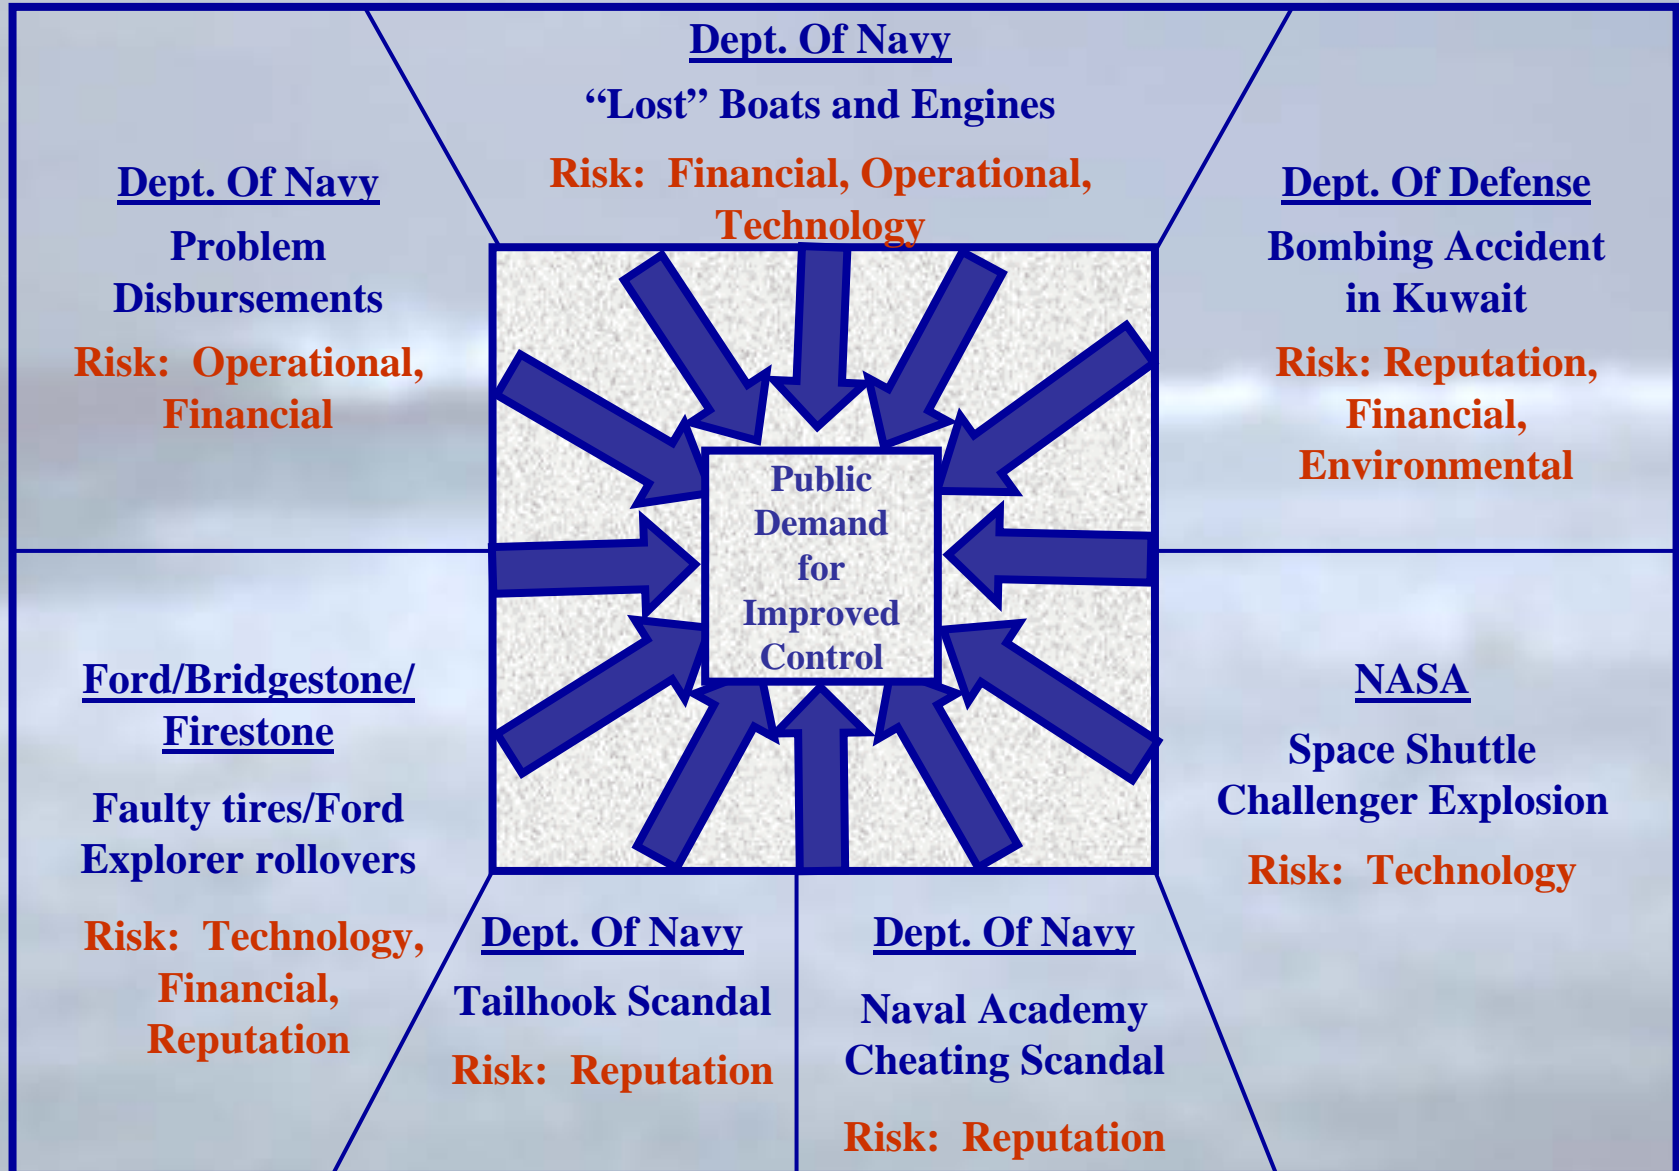 Dept. Of Navy
“Lost” Boats and Engines
Risk: Financial, Operational,
Technology
Dept. Of Navy
Problem
Disbursements
Risk: Operational,
Financial
Dept. Of Defense
Bombing Accident
in Kuwait
Risk: Reputation,
Financial,
Environmental
Public
Demand
for
Improved
Control
Ford/Bridgestone/
Firestone
Faulty tires/Ford
Explorer rollovers
Risk: Technology,
Financial,
Reputation
NASA
Space Shuttle
Challenger Explosion
Risk: Technology
Dept. Of Navy
Tailhook Scandal
Risk: Reputation
Dept. Of Navy
Naval Academy
Cheating Scandal
Risk: Reputation